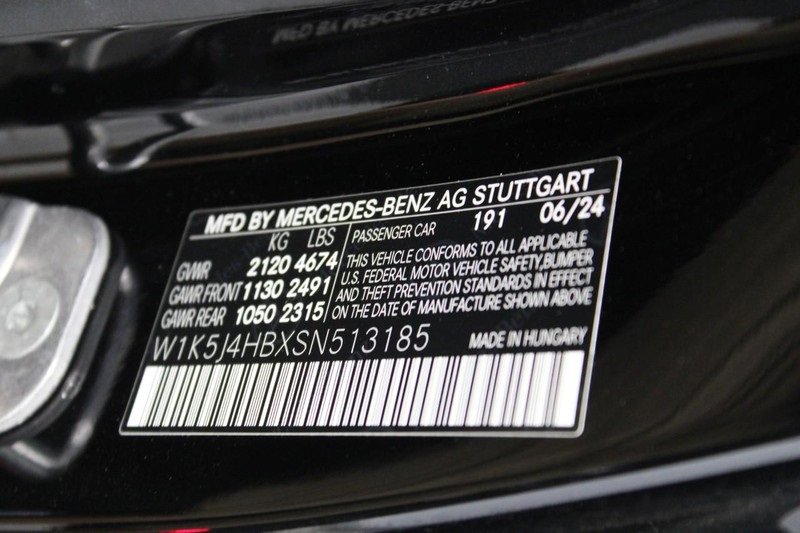 MFD BY MERCEDES-BENZ AG STUTTGART
KG LBS
GVWR 2120 4674
GAWR FRONT 1130 2491
GAWR REAR 1050 2315
PASSENGER CAR 191 06/24
THIS VEHICLE CONFORMS TO ALL APPLICABLE
U.S. FEDERAL MOTOR VEHICLE SAFETY,BUMPER
AND THEFT PREVENTION STANDARDS IN EFFECT
ON THE DATE OF MANUFACTURE SHOWN ABOVE
W1K5J4HBXSN513185
MADE IN HUNGARY